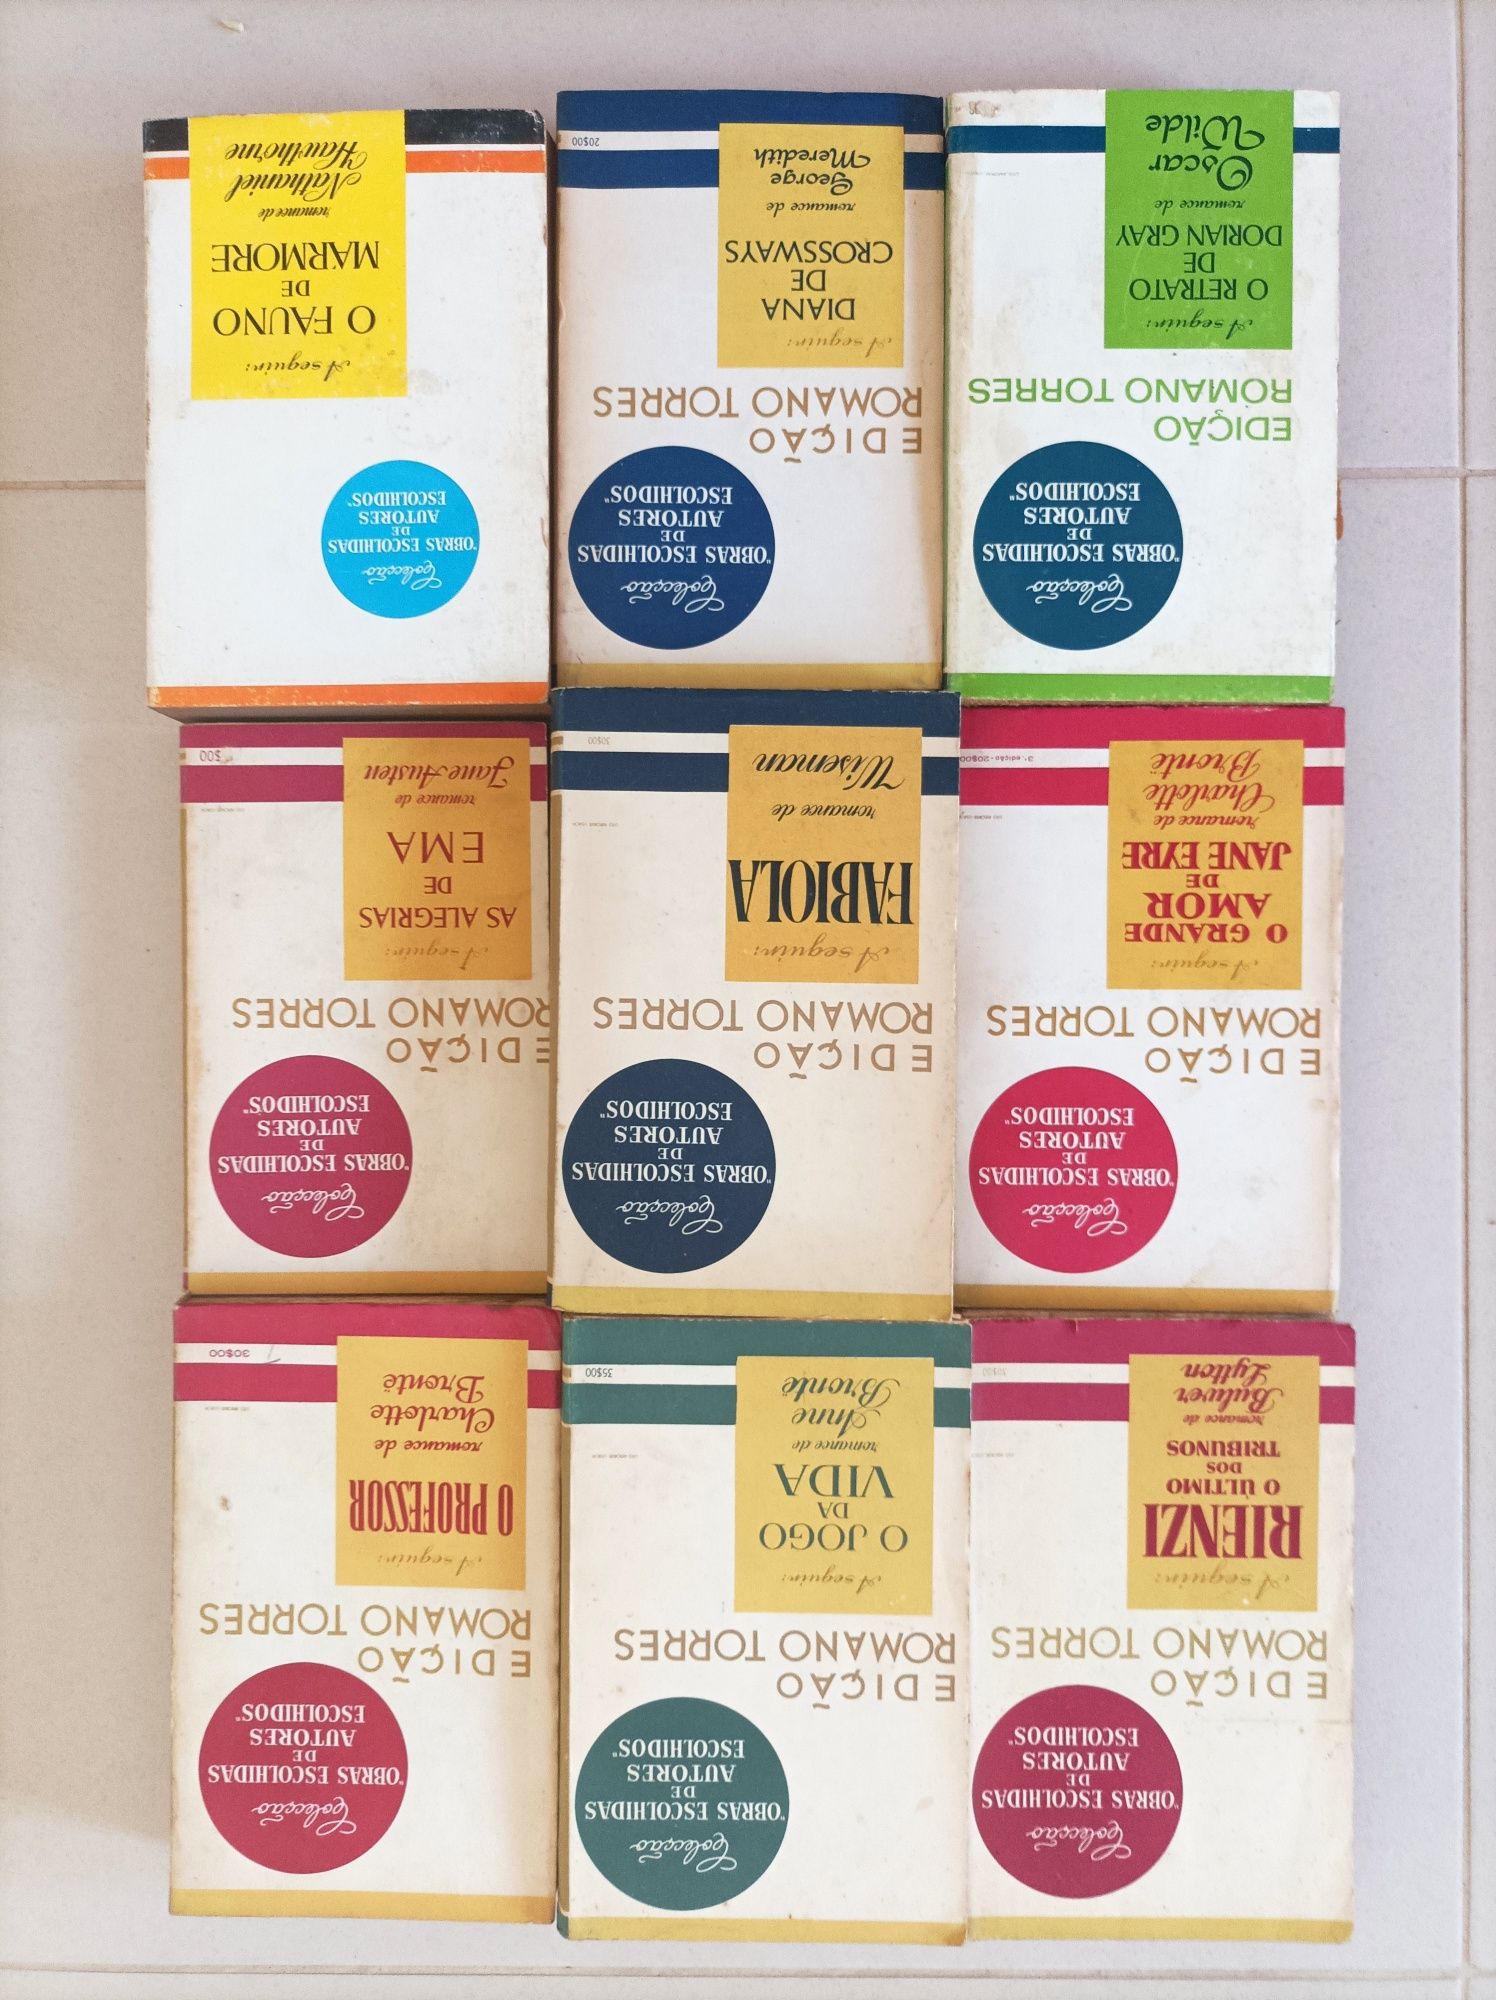 Colecção
"OBRAS ESCOLHIDAS
DE
AUTORES
ESCOLHIDOS"
EDIÇÃO
ROMANO TORRES
A seguir:
RIENZI
O ÚLTIMO
DOS
TRIBUNOS
romance de
Bulwer
Lytton
Colecção
"OBRAS ESCOLHIDAS
DE
AUTORES
ESCOLHIDOS"
EDIÇÃO
ROMANO TORRES
A seguir:
O JOGO
DA
VIDA
romance de
Anne
Brontë
35$00
Colecção
"OBRAS ESCOLHIDAS
DE
AUTORES
ESCOLHIDOS"
EDIÇÃO
ROMANO TORRES
A seguir:
O PROFESSOR
romance de
Charlotte
Brontë
30$00
Colecção
"OBRAS ESCOLHIDAS
DE
AUTORES
ESCOLHIDOS"
EDIÇÃO
ROMANO TORRES
A seguir:
O GRANDE
AMOR
DE
JANE EYRE
romance de
Charlotte
Brontë
3ª. edição - 20$00
Colecção
"OBRAS ESCOLHIDAS
DE
AUTORES
ESCOLHIDOS"
EDIÇÃO
ROMANO TORRES
A seguir:
FABIOLA
romance de
Wiseman
30$00
Colecção
"OBRAS ESCOLHIDAS
DE
AUTORES
ESCOLHIDOS"
EDIÇÃO
ROMANO TORRES
A seguir:
AS ALEGRIAS
DE
EMA
romance de
Jane Austen
$00
Colecção
"OBRAS ESCOLHIDAS
DE
AUTORES
ESCOLHIDOS"
EDIÇÃO
ROMANO TORRES
A seguir:
O RETRATO
DE
DORIAN GRAY
romance de
Oscar
Wilde
Colecção
"OBRAS ESCOLHIDAS
DE
AUTORES
ESCOLHIDOS"
EDIÇÃO
ROMANO TORRES
A seguir:
DIANA
DE
CROSSWAYS
romance de
George
Meredith
20$00
Colecção
"OBRAS ESCOLHIDAS
DE
AUTORES
ESCOLHIDOS"
A seguir:
O FAUNO
DE
MÁRMORE
romance de
Nathaniel
Hawthorne